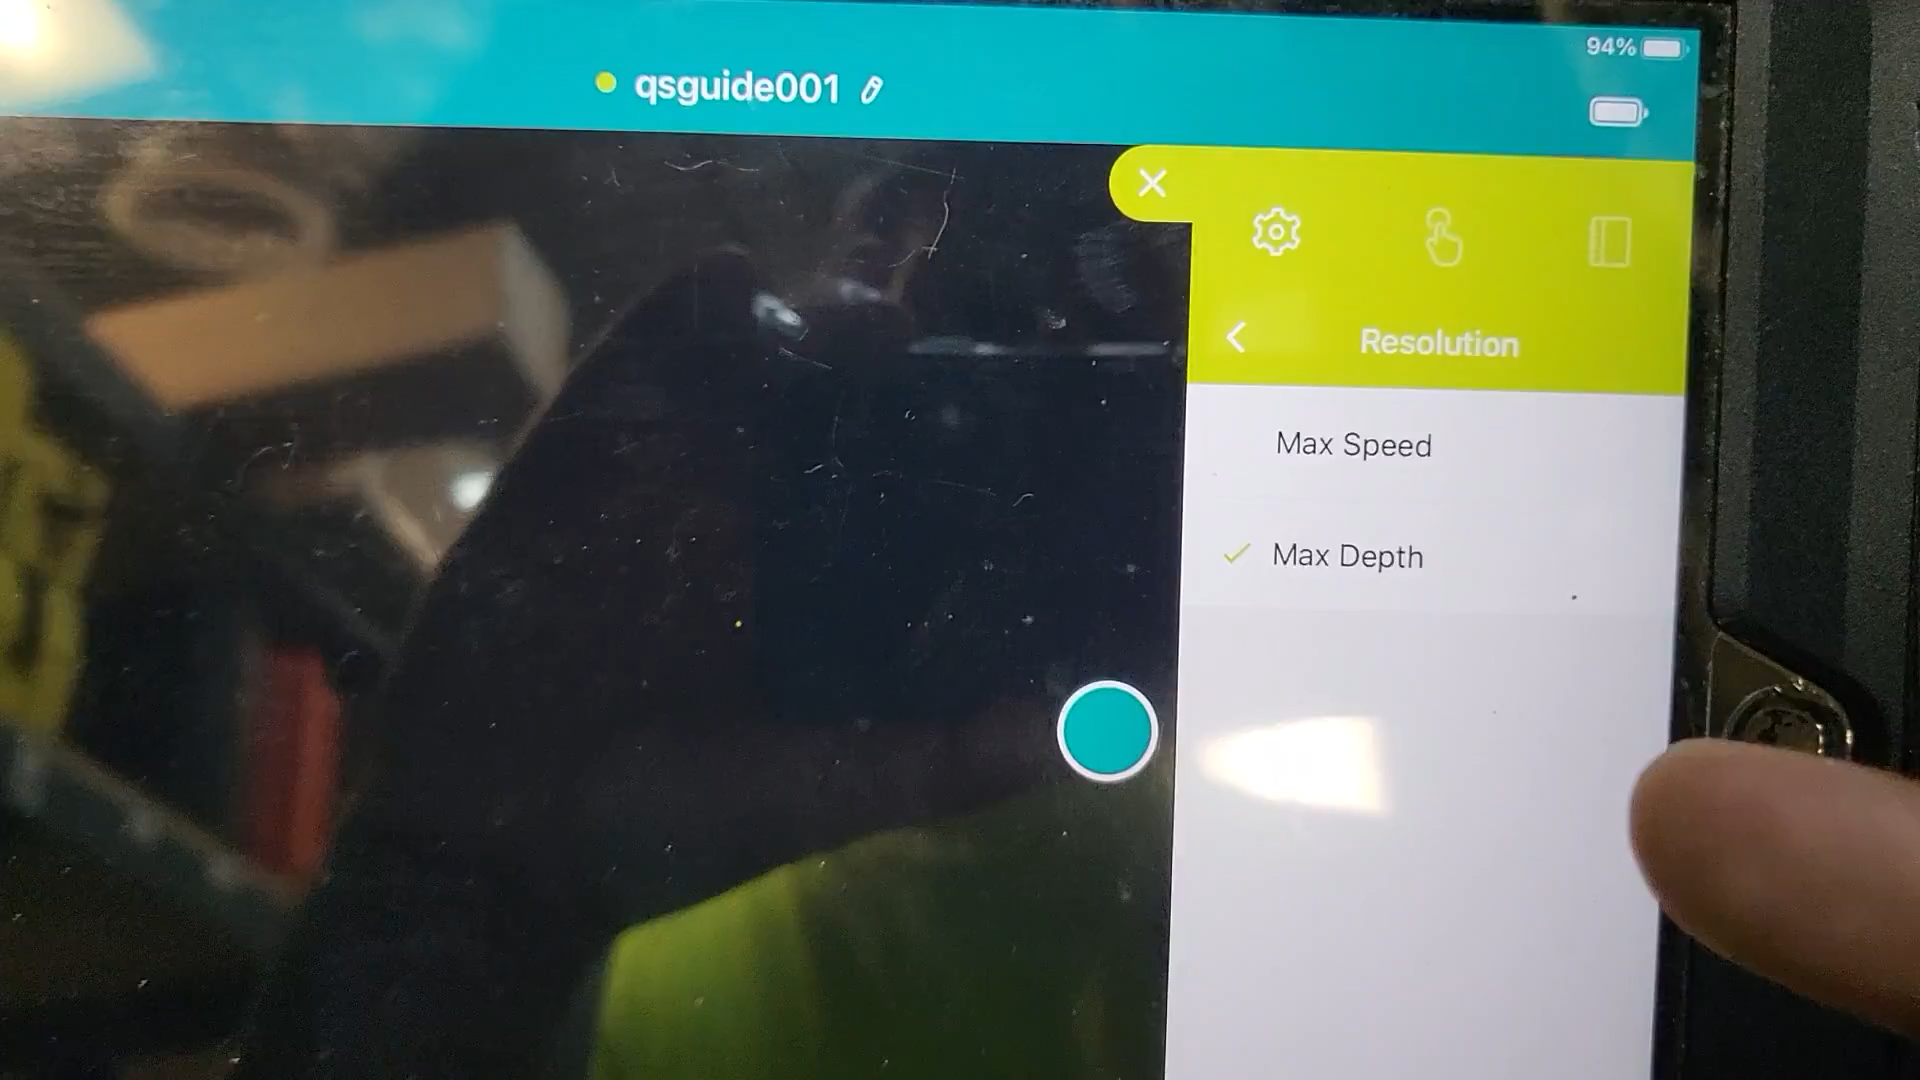 94%
qsguide001
Resolution
Max Speed
Max Depth